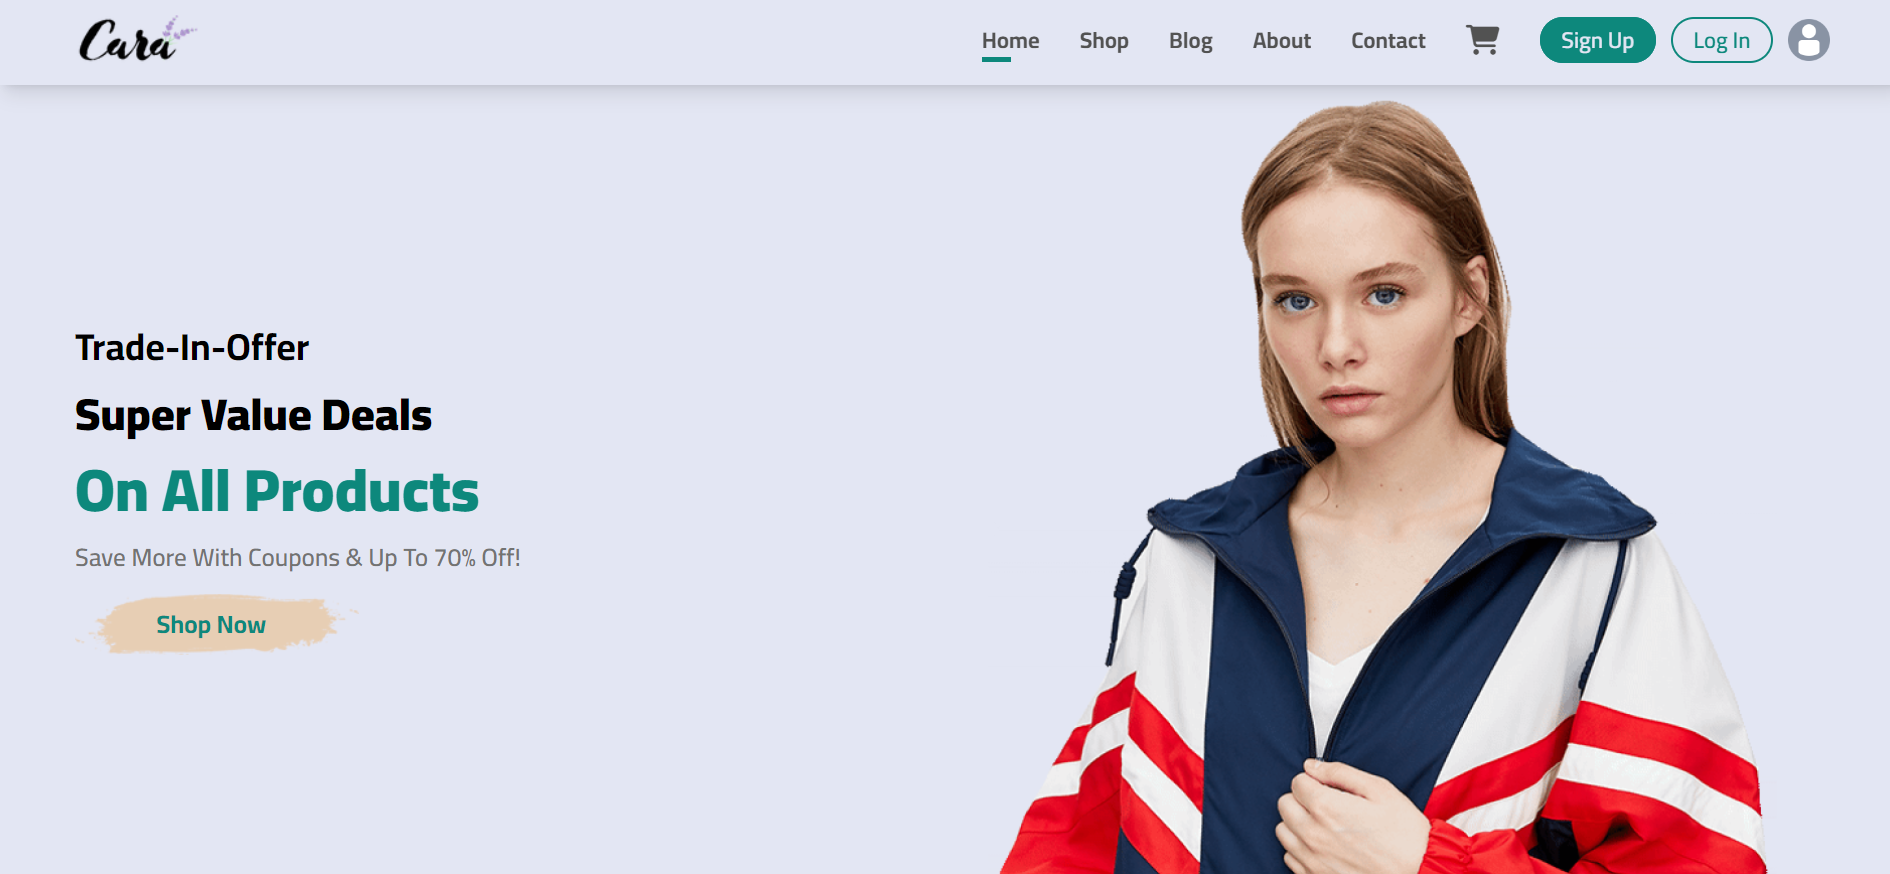 Cara
Home Shop Blog About Contact Sign Up Log In
Trade-In-Offer
Super Value Deals
On All Products
Save More With Coupons & Up To 70% Off!
Shop Now